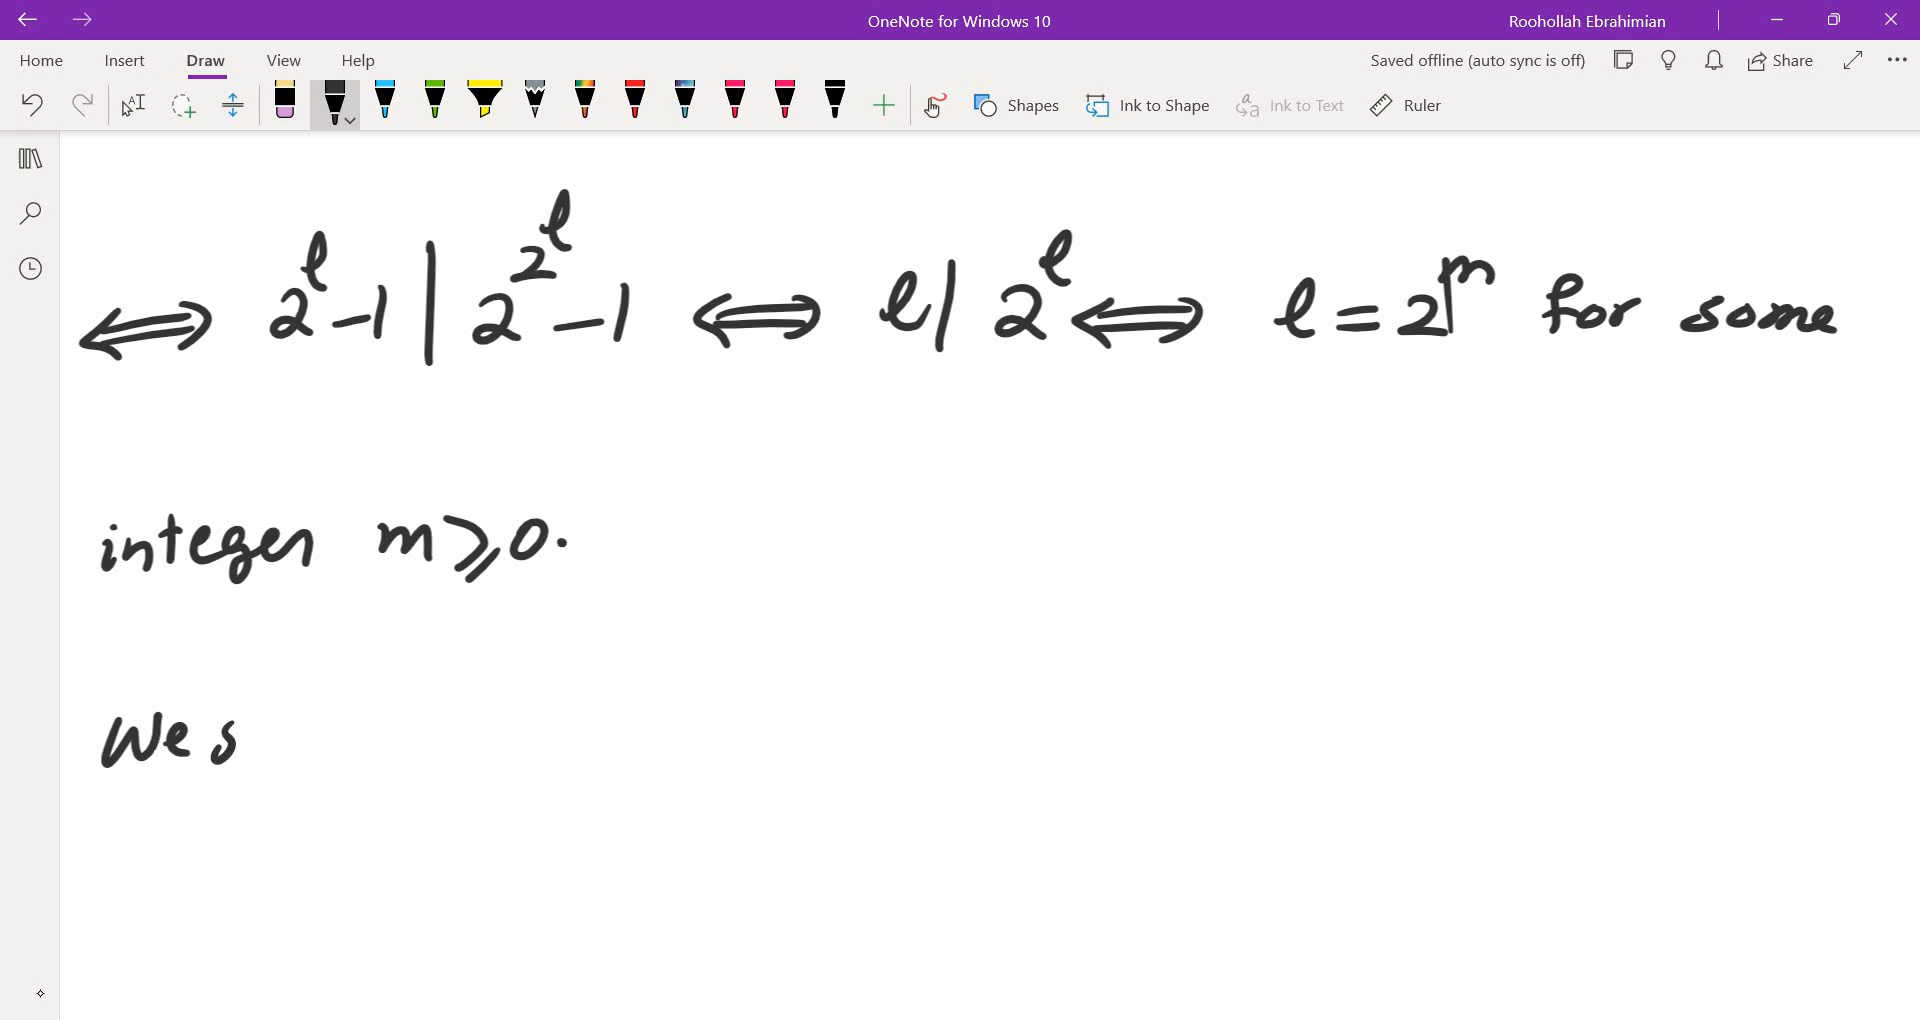 OneNote for Windows 10 Roohollah Ebrahimian
Home Insert Draw View Help Saved offline (auto sync is off) Share
Shapes Ink to Shape Ink to Text Ruler
⟺ 2^ℓ-1 | 2^{2^ℓ}-1 ⟺ ℓ | 2^ℓ ⟺ ℓ = 2^m for some
integer m ⩾ 0.
We s